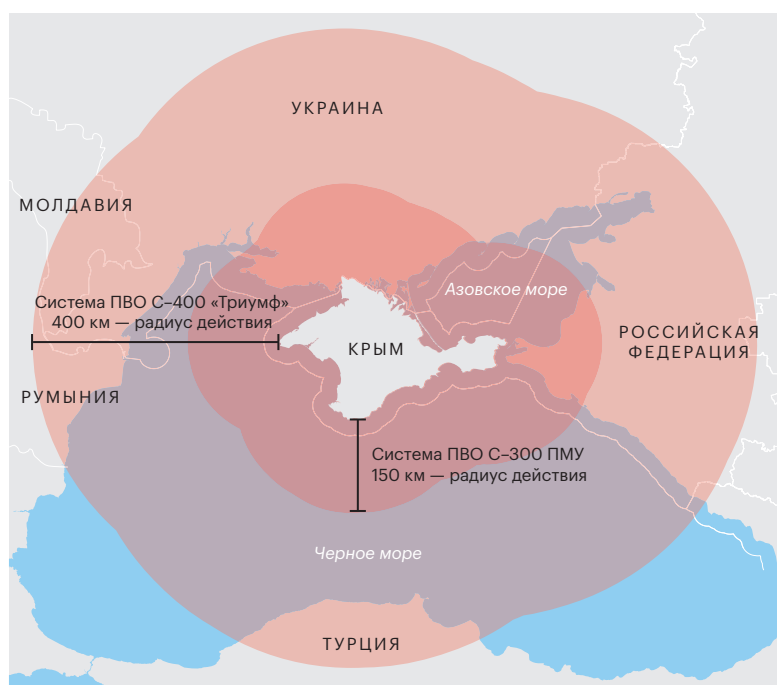 УКРАИНА
МОЛДАВИЯ
Азовское море
Система ПВО С–400 «Триумф»
400 км — радиус действия
КРЫМ
РОССИЙСКАЯ
ФЕДЕРАЦИЯ
РУМЫНИЯ
Система ПВО С–300 ПМУ
150 км — радиус действия
Черное море
ТУРЦИЯ